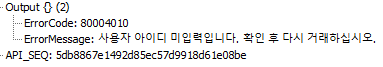 Output {} (2)
ErrorCode: 80004010
ErrorMessage: 사용자 아이디 미입력입니다. 확인 후 다시 거래하십시오.
API_SEQ: 5db8867e1492d85ec57d9918d61e08be